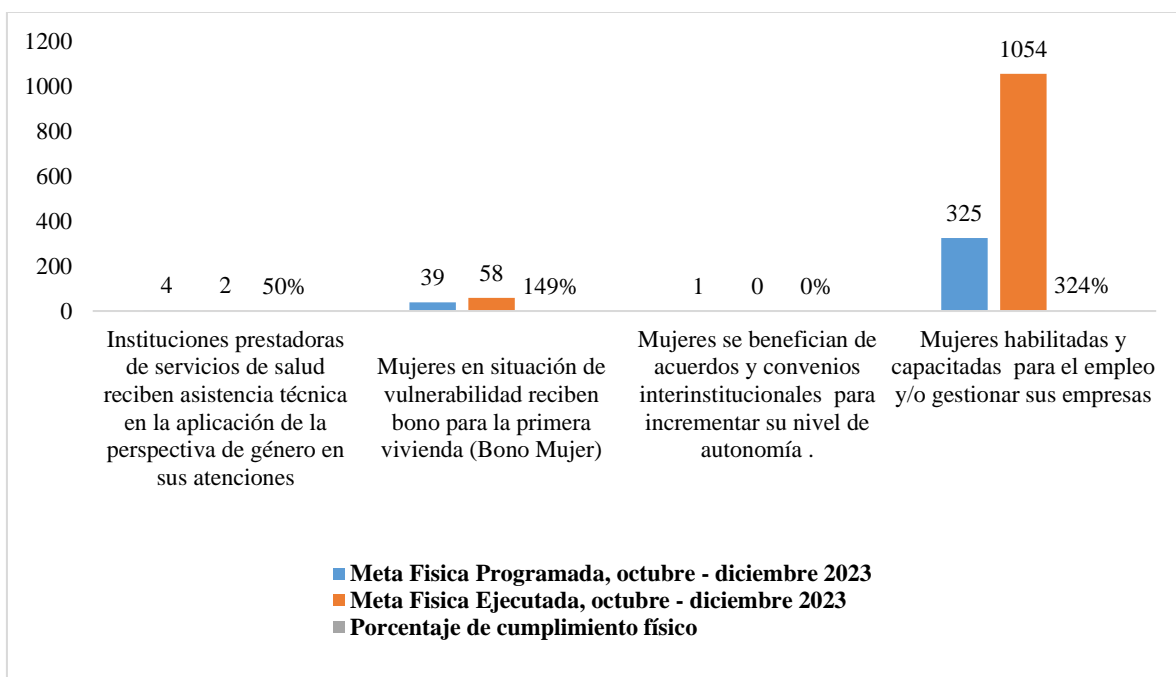 1200
1000
800
600
400
200
0
4 2 50%
39 58 149%
1 0 0%
325 1054 324%
Instituciones prestadoras
de servicios de salud
reciben asistencia técnica
en la aplicación de la
perspectiva de género en
sus atenciones
Mujeres en situación de
vulnerabilidad reciben
bono para la primera
vivienda (Bono Mujer)
Mujeres se benefician de
acuerdos y convenios
interinstitucionales para
incrementar su nivel de
autonomía .
Mujeres habilitadas y
capacitadas para el empleo
y/o gestionar sus empresas
Meta Fisica Programada, octubre - diciembre 2023
Meta Fisica Ejecutada, octubre - diciembre 2023
Porcentaje de cumplimiento físico